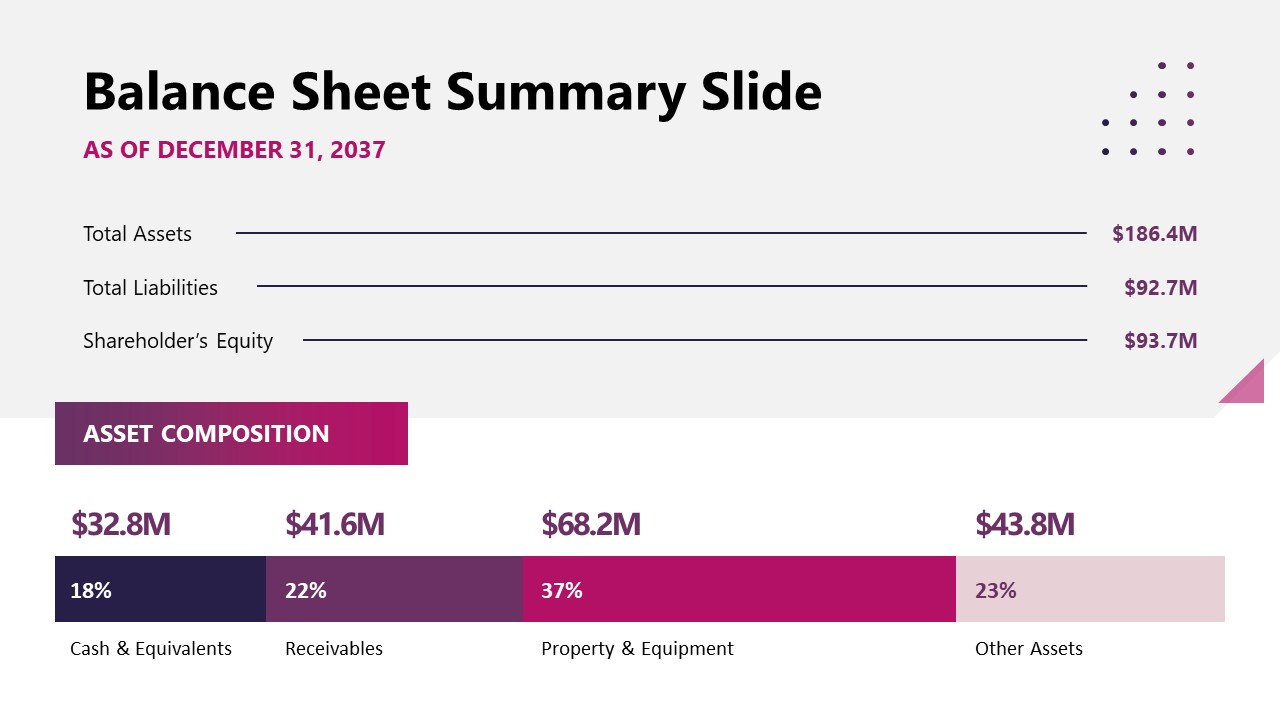 Balance Sheet Summary Slide
AS OF DECEMBER 31, 2037
Total Assets $186.4M
Total Liabilities $92.7M
Shareholder’s Equity $93.7M
ASSET COMPOSITION
$32.8M $41.6M $68.2M $43.8M
18% 22% 37% 23%
Cash & Equivalents Receivables Property & Equipment Other Assets